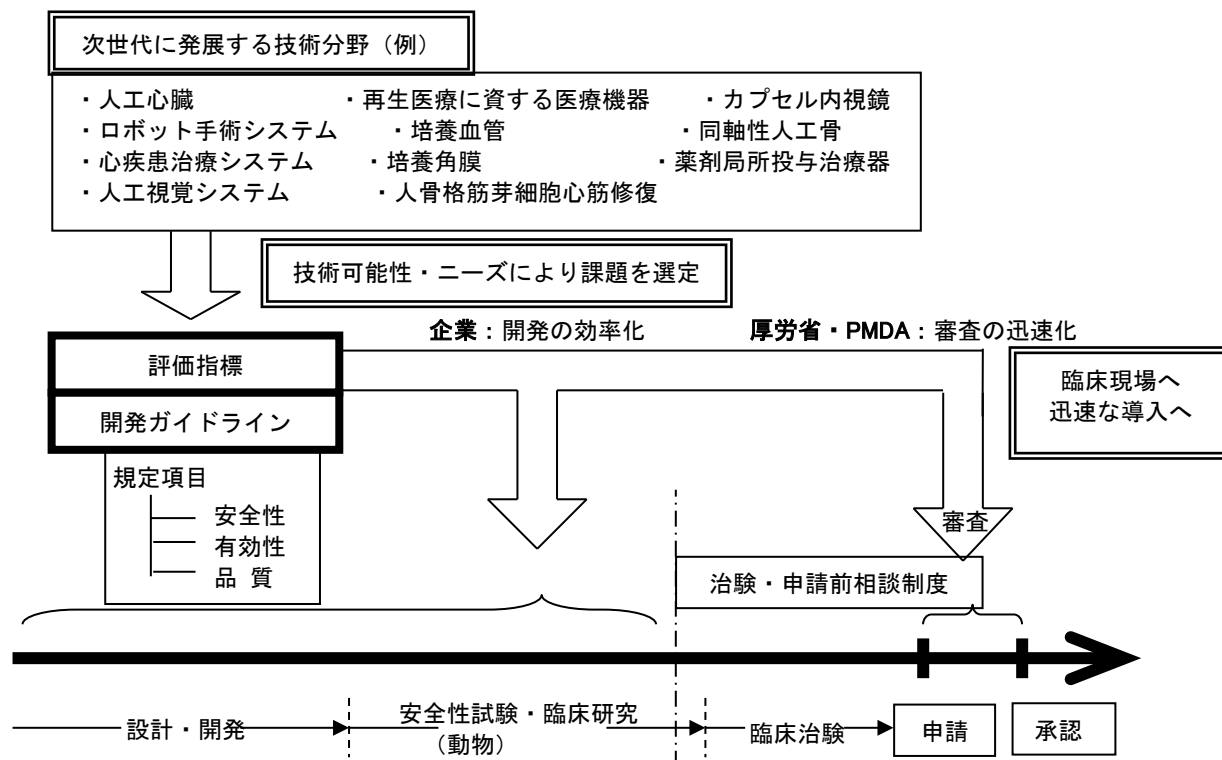 次世代に発展する技術分野（例）
・人工心臓　・再生医療に資する医療機器　・カプセル内視鏡
・ロボット手術システム　・培養血管　・同軸性人工骨
・心疾患治療システム　・培養角膜　・薬剤局所投与治療器
・人工視覚システム　・人骨格筋芽細胞心筋修復
技術可能性・ニーズにより課題を選定
企業：開発の効率化
厚労省・PMDA：審査の迅速化
評価指標
開発ガイドライン
臨床現場へ
迅速な導入へ
規定項目
安全性
有効性
品 質
審査
治験・申請前相談制度
設計・開発
安全性試験・臨床研究
（動物）
臨床治験
申請
承認